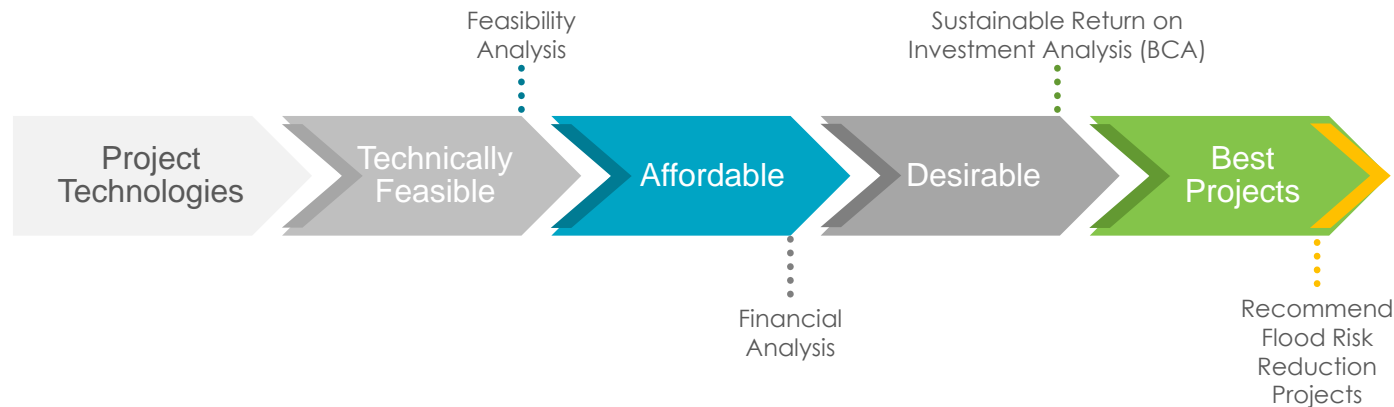 Feasibility
Analysis
Sustainable Return on
Investment Analysis (BCA)
Project
Technologies
Technically
Feasible
Affordable
Desirable
Best
Projects
Financial
Analysis
Recommend
Flood Risk
Reduction
Projects